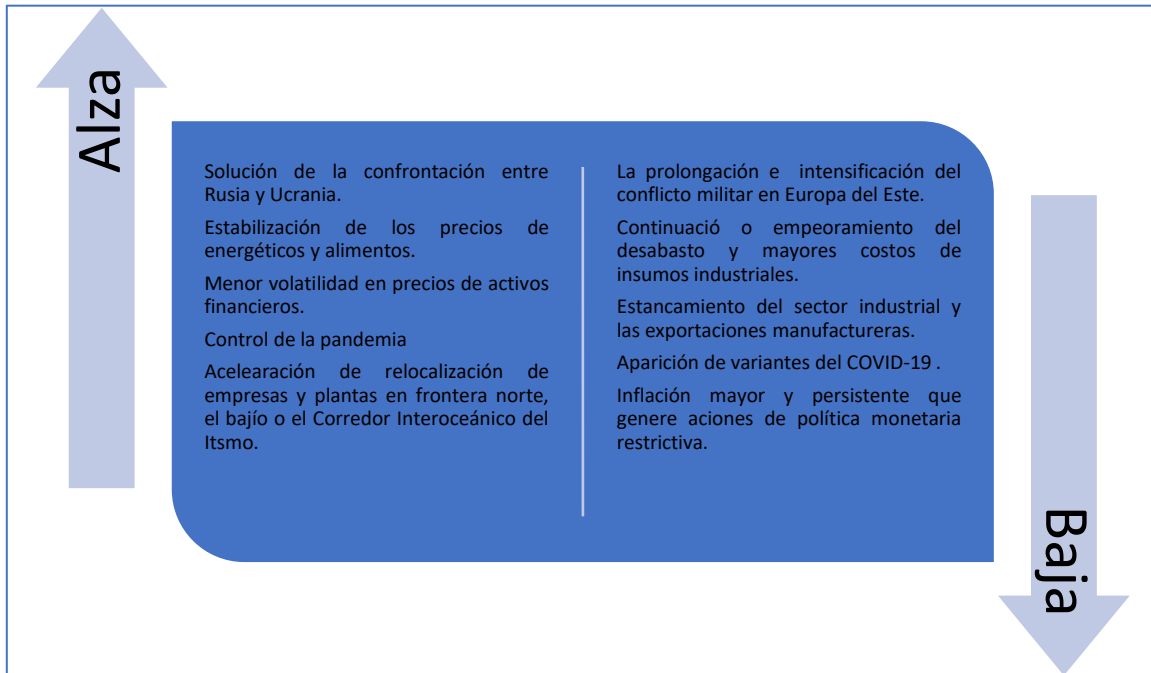 Alza
Solución de la confrontación entre
Rusia y Ucrania.
Estabilización de los precios de
energéticos y alimentos.
Menor volatilidad en precios de activos
financieros.
Control de la pandemia
Acelearación de relocalización de
empresas y plantas en frontera norte,
el bajío o el Corredor Interoceánico del
Itsmo.
La prolongación e intensificación del
conflicto militar en Europa del Este.
Continuació o empeoramiento del
desabasto y mayores costos de
insumos industriales.
Estancamiento del sector industrial y
las exportaciones manufactureras.
Aparición de variantes del COVID-19 .
Inflación mayor y persistente que
genere aciones de política monetaria
restrictiva.
Baja